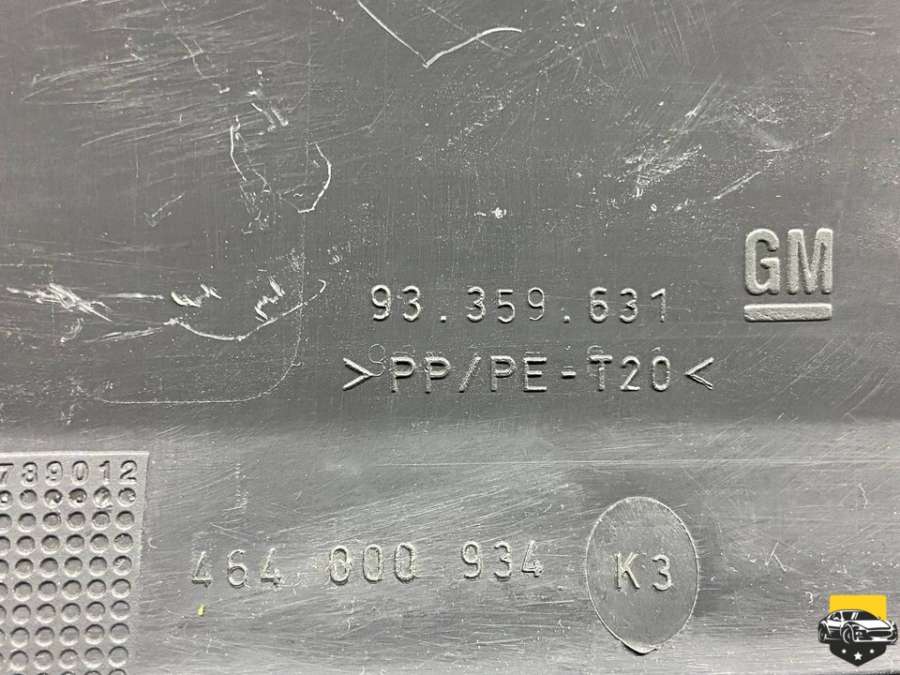 GM
93.359.631
>PP/PE-T20<
789012
464 000 934
K3